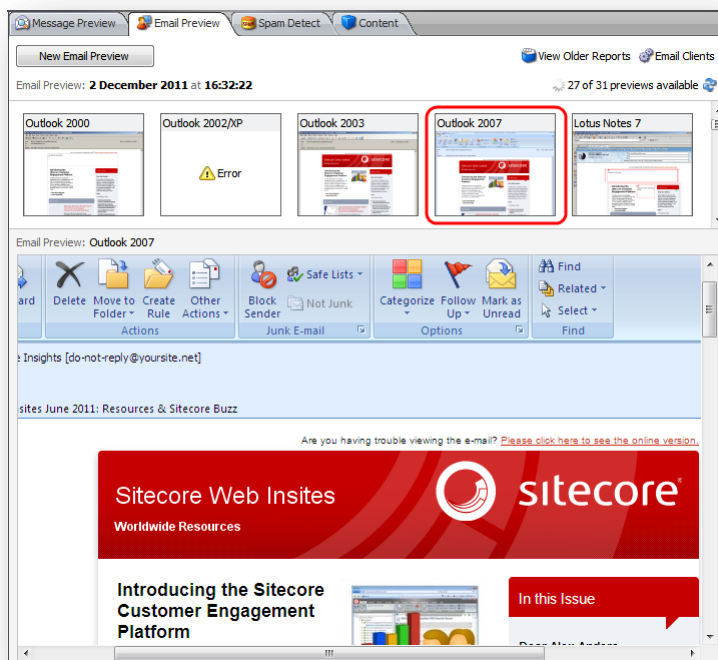 Message Preview Email Preview Spam Detect Content
New Email Preview View Older Reports Email Clients
Email Preview: 2 December 2011 at 16:32:22 27 of 31 previews available
Outlook 2000 Outlook 2002/XP Outlook 2003 Outlook 2007 Lotus Notes 7
Error
Email Preview: Outlook 2007
ard Delete Move to Folder Create Rule Other Actions Block Sender Safe Lists Not Junk Categorize Follow Up Mark as Unread Find Related Select
Actions Junk E-mail Options Find
Insights [do-not-reply@yoursite.net]
sites June 2011: Resources & Sitecore Buzz
Are you having trouble viewing the e-mail? Please click here to see the online version.
Sitecore Web Insites sitecore
Worldwide Resources
Introducing the Sitecore
Customer Engagement
Platform
In this Issue